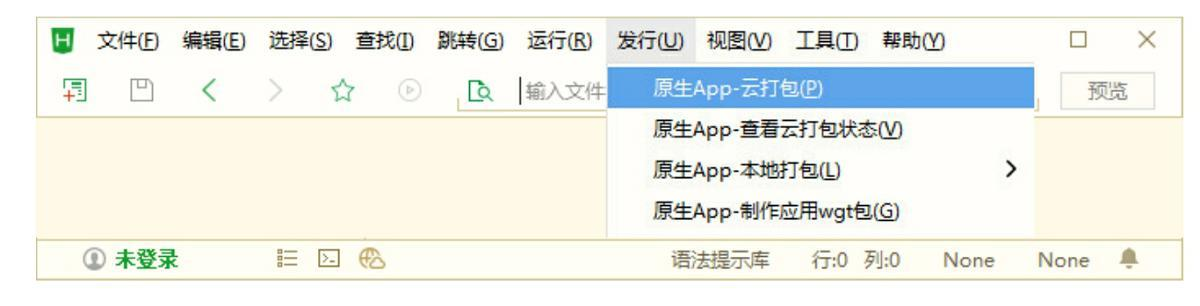 H 文件(F) 编辑(E) 选择(S) 查找(I) 跳转(G) 运行(R) 发行(U) 视图(V) 工具(T) 帮助(Y)
输入文件 预览
原生App-云打包(P)
原生App-查看云打包状态(V)
原生App-本地打包(L)
原生App-制作应用wgt包(G)
未登录 语法提示库 行:0 列:0 None None